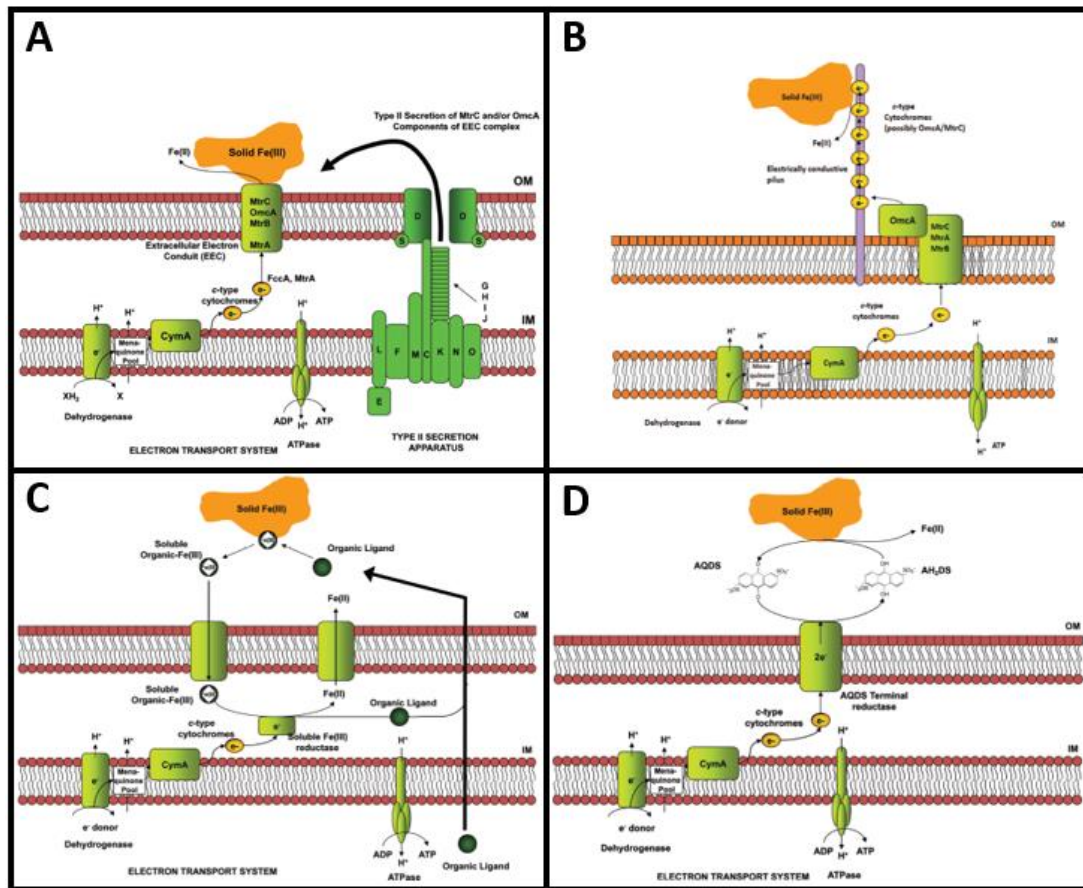 A
Type II Secretion of MtrC and/or OmcA
Components of EEC complex
Solid Fe(III)
Fe(II)
OM
MtrC
OmcA
MtrB
MtrA
D
D
S
S
Extracellular Electron
Conduit (EEC)
FccA, MtrA
e-
c-type
cytochromes
e-
G
H
I
J
H+
H+
H+
IM
CymA
e-
Mena-
quinone
Pool
L
F
M
C
K
N
O
E
XH2
X
Dehydrogenase
ADP
H+
ATP
ATPase
ELECTRON TRANSPORT SYSTEM
TYPE II SECRETION
APPARATUS
B
Solid Fe(III)
e-
e-
c-type
Cytochromes
(possibly OmcA/MtrC)
Fe(II)
e-
e-
Electrically conductive
pilus
e-
e-
OmcA
MtrC
MtrA
MtrB
OM
c-type
cytochromes
e-
e-
H+
H+
H+
IM
e-
Mena-
quinone
Pool
CymA
Dehydrogenase
e- donor
H+
ATP
C
Solid Fe(III)
Soluble
Organic-Fe(III)
Organic Ligand
Fe(II)
OM
Soluble
Organic-Fe(III)
Fe(II)
Organic Ligand
c-type
cytochromes
e-
e-
Soluble Fe(III)
reductase
H+
H+
H+
IM
CymA
e-
Mena-
quinone
Pool
e- donor
Dehydrogenase
ADP
H+
ATP
ATPase
Organic Ligand
ELECTRON TRANSPORT SYSTEM
D
Solid Fe(III)
Fe(II)
AQDS
AH2DS
OM
2e-
AQDS Terminal
reductase
c-type
cytochromes
e-
e-
H+
H+
H+
IM
CymA
e-
Mena-
quinone
Pool
e- donor
Dehydrogenase
ADP
H+
ATP
ELECTRON TRANSPORT SYSTEM
ATPase